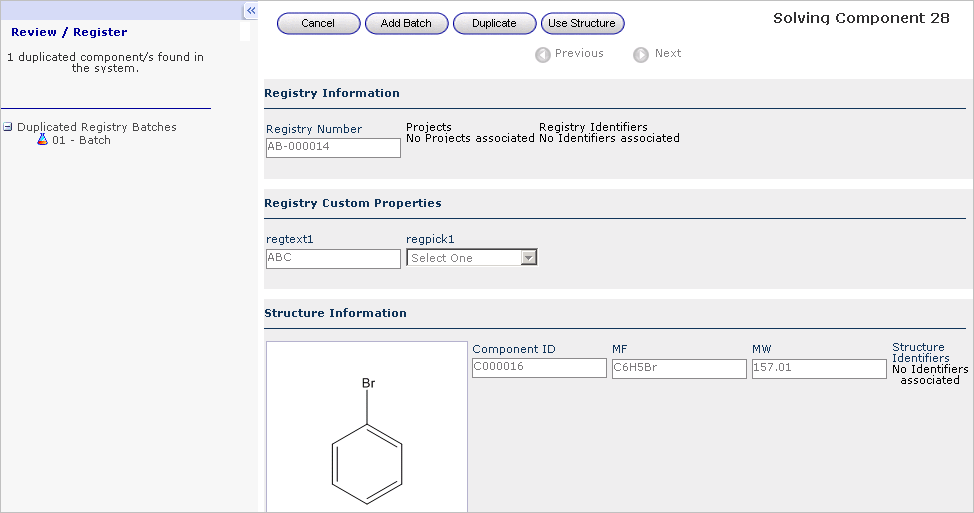 «
Review / Register
1 duplicated component/s found in
the system.
Duplicated Registry Batches
01 - Batch
Cancel Add Batch Duplicate Use Structure
Solving Component 28
Previous Next
Registry Information
Registry Number Projects Registry Identifiers
AB-000014 No Projects associated No Identifiers associated
Registry Custom Properties
regtext1 regpick1
ABC Select One
Structure Information
Component ID MF MW Structure
Identifiers
C000016 C6H5Br 157.01 No Identifiers
associated
Br